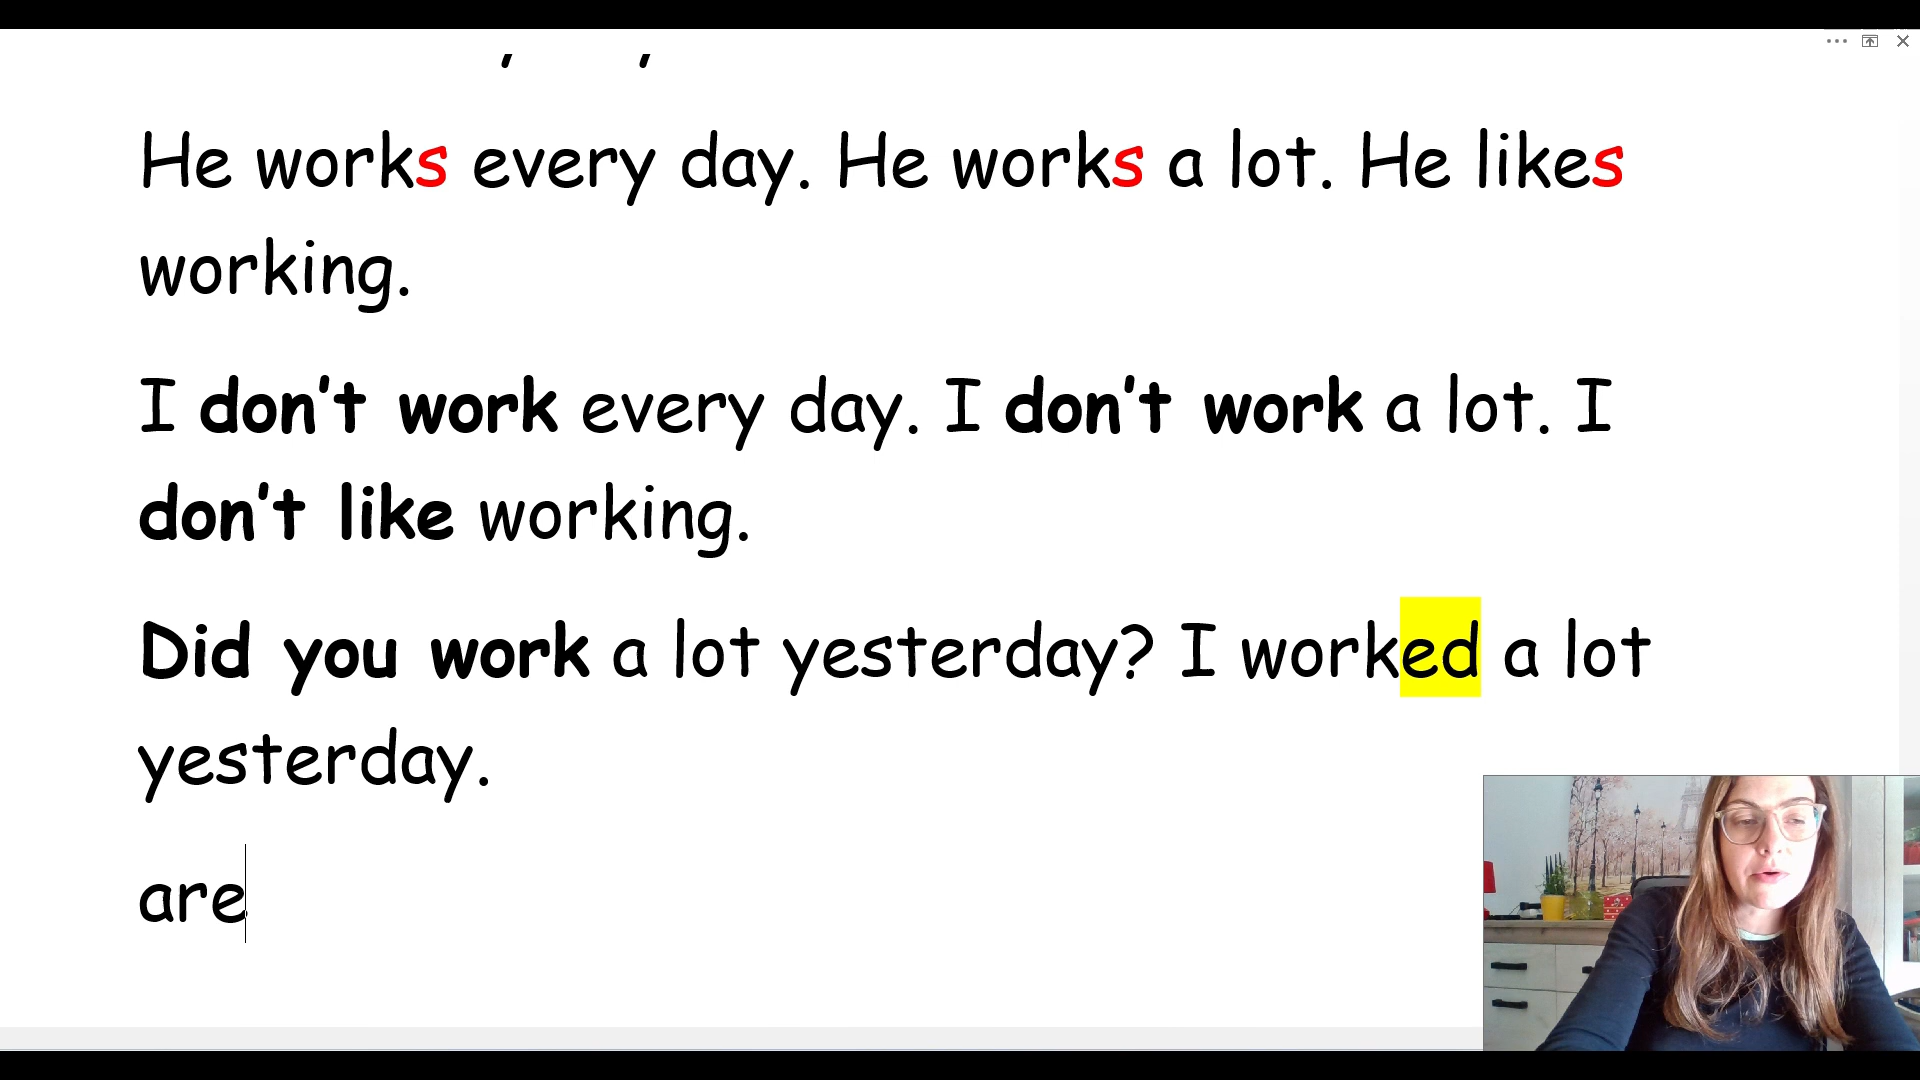 He works every day. He works a lot. He likes
working.
I don't work every day. I don't work a lot. I
don't like working.
Did you work a lot yesterday? I worked a lot
yesterday.
are